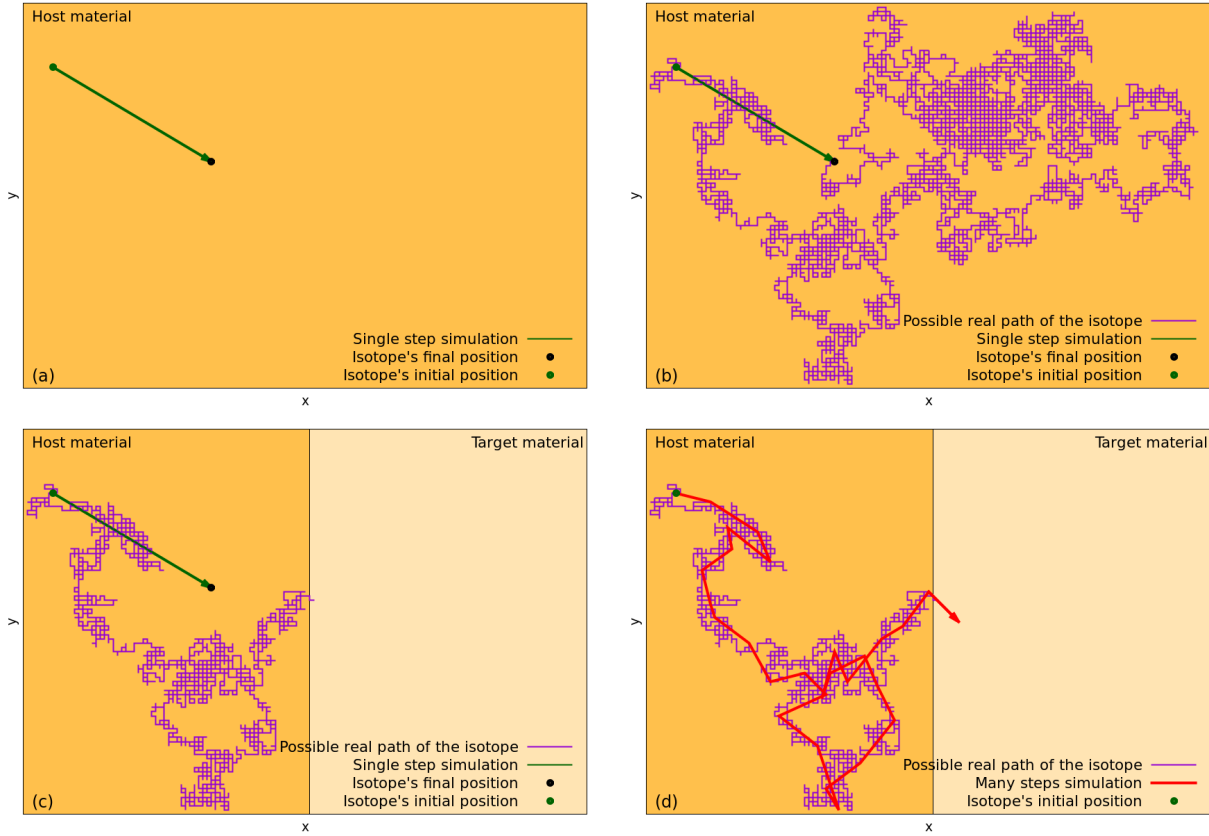 Host material
y
Single step simulation
Isotope's final position
Isotope's initial position
(a)
x
Host material
y
Possible real path of the isotope
Single step simulation
Isotope's final position
Isotope's initial position
(b)
x
Host material
Target material
y
Possible real path of the isotope
Single step simulation
Isotope's final position
Isotope's initial position
(c)
x
Host material
Target material
y
Possible real path of the isotope
Many steps simulation
Isotope's initial position
(d)
x